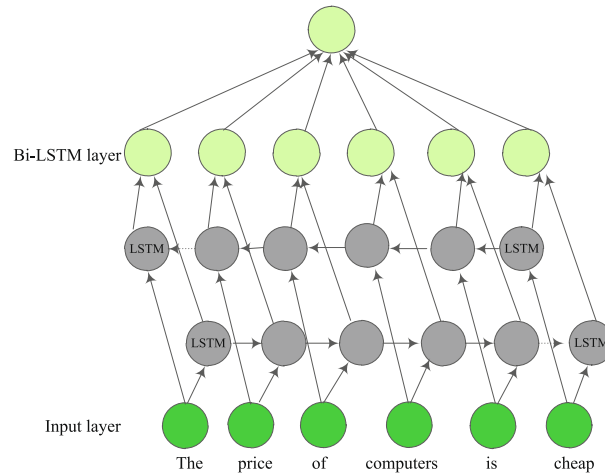 Bi-LSTM layer
LSTM LSTM
LSTM LSTM
Input layer
The price of computers is cheap